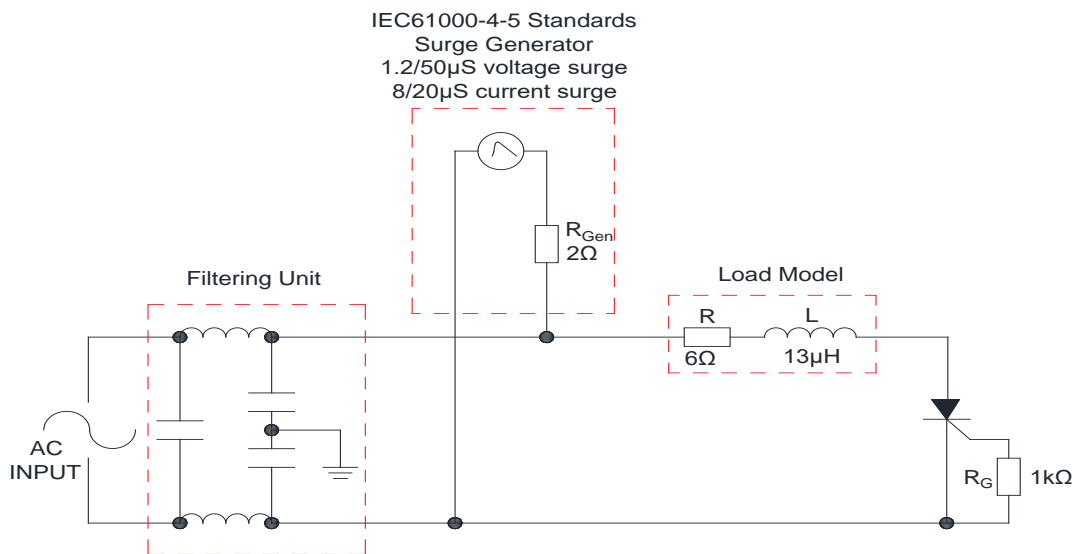 IEC61000-4-5 Standards
Surge Generator
1.2/50µS voltage surge
8/20µS current surge
RGen
2Ω
Filtering Unit
Load Model
R
L
6Ω
13µH
AC
INPUT
RG
1kΩ